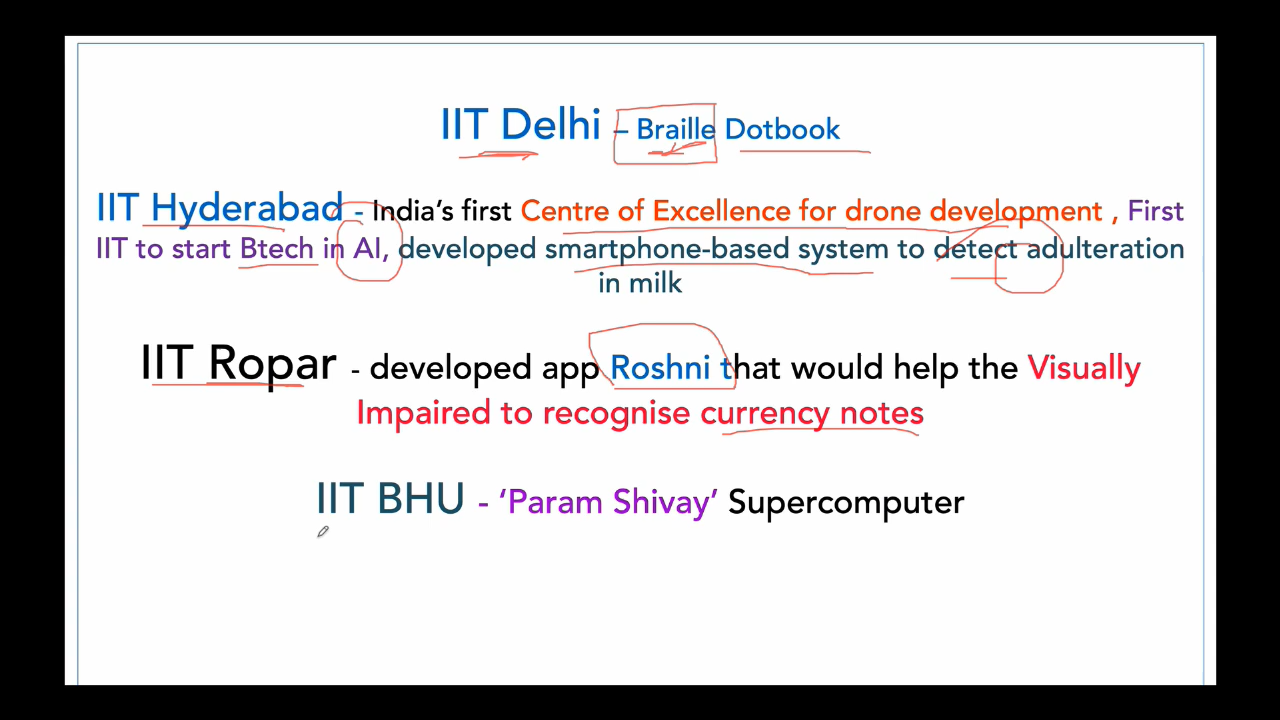 IIT Delhi – Braille Dotbook
IIT Hyderabad - India’s first Centre of Excellence for drone development , First
IIT to start Btech in AI, developed smartphone-based system to detect adulteration
in milk
IIT Ropar - developed app Roshni that would help the Visually
Impaired to recognise currency notes
IIT BHU - ‘Param Shivay’ Supercomputer